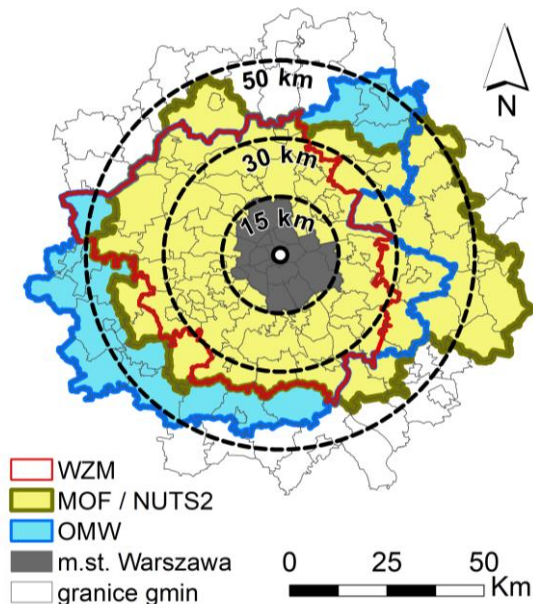 50 km
N
30 km
15 km
WZM
MOF / NUTS2
OMW
m.st. Warszawa
granice gmin
0 25 50
Km